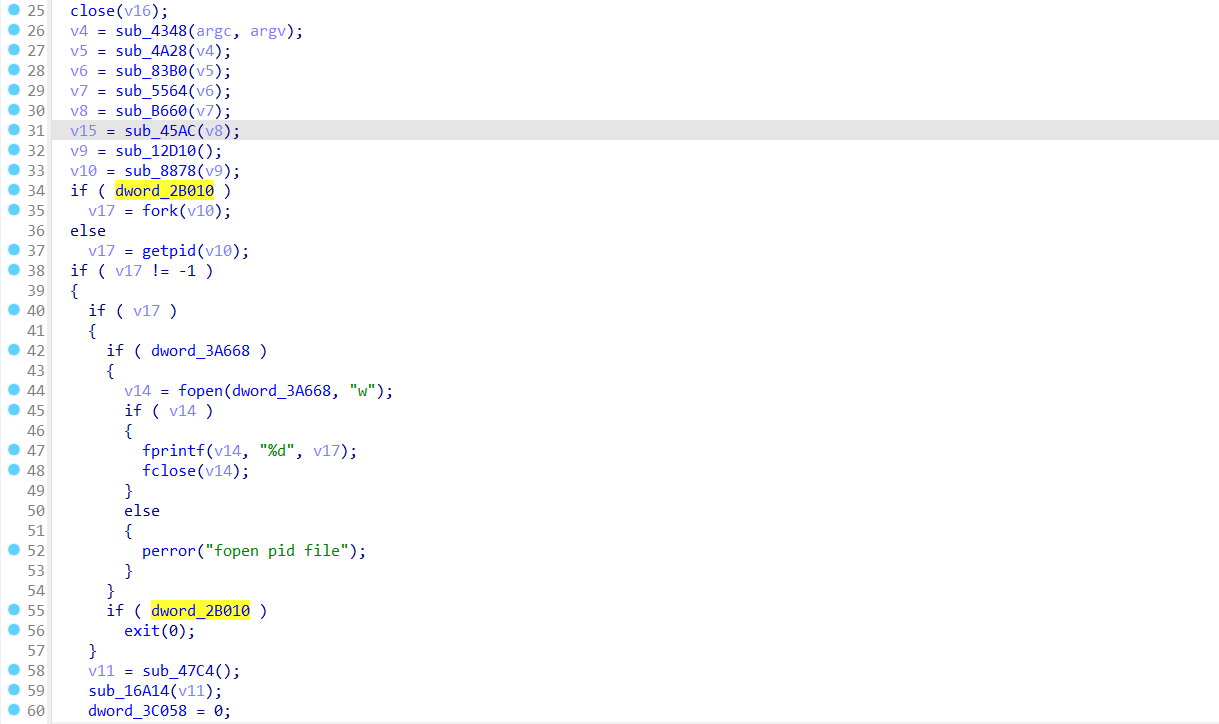 25 close(v16);
26 v4 = sub_4348(argc, argv);
27 v5 = sub_4A28(v4);
28 v6 = sub_83B0(v5);
29 v7 = sub_5564(v6);
30 v8 = sub_B660(v7);
31 v15 = sub_45AC(v8);
32 v9 = sub_12D10();
33 v10 = sub_8878(v9);
34 if ( dword_2B010 )
35 v17 = fork(v10);
36 else
37 v17 = getpid(v10);
38 if ( v17 != -1 )
39 {
40 if ( v17 )
41 {
42 if ( dword_3A668 )
43 {
44 v14 = fopen(dword_3A668, "w");
45 if ( v14 )
46 {
47 fprintf(v14, "%d", v17);
48 fclose(v14);
49 }
50 else
51 {
52 perror("fopen pid file");
53 }
54 }
55 if ( dword_2B010 )
56 exit(0);
57 }
58 v11 = sub_47C4();
59 sub_16A14(v11);
60 dword_3C058 = 0;